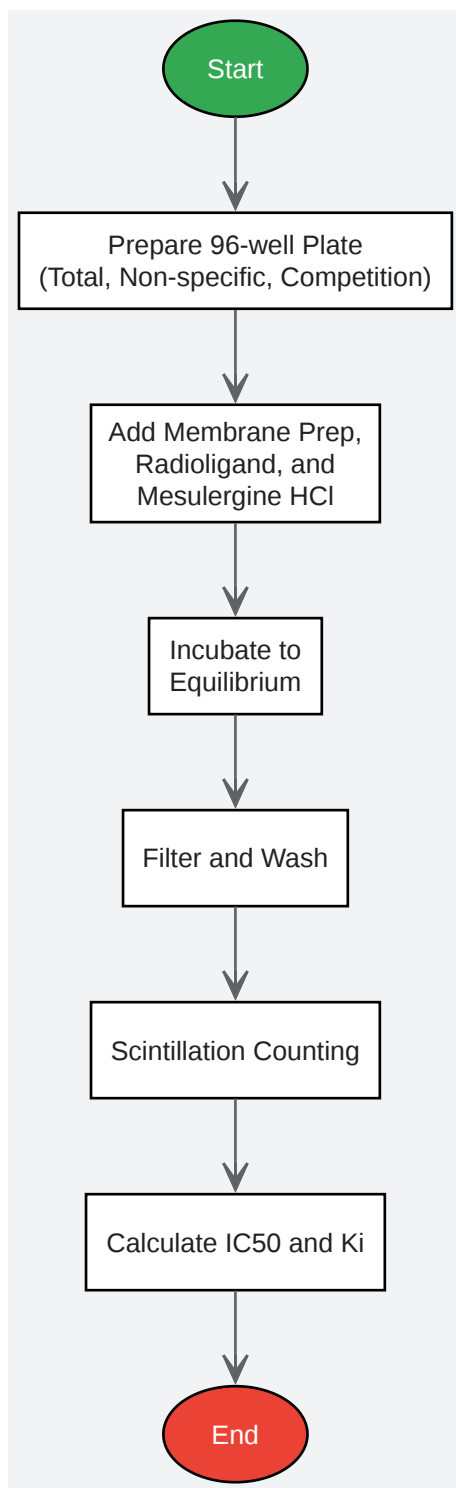 Start
Prepare 96-well Plate
(Total, Non-specific, Competition)
Add Membrane Prep,
Radioligand, and
Mesulergine HCl
Incubate to
Equilibrium
Filter and Wash
Scintillation Counting
Calculate IC50 and Ki
End